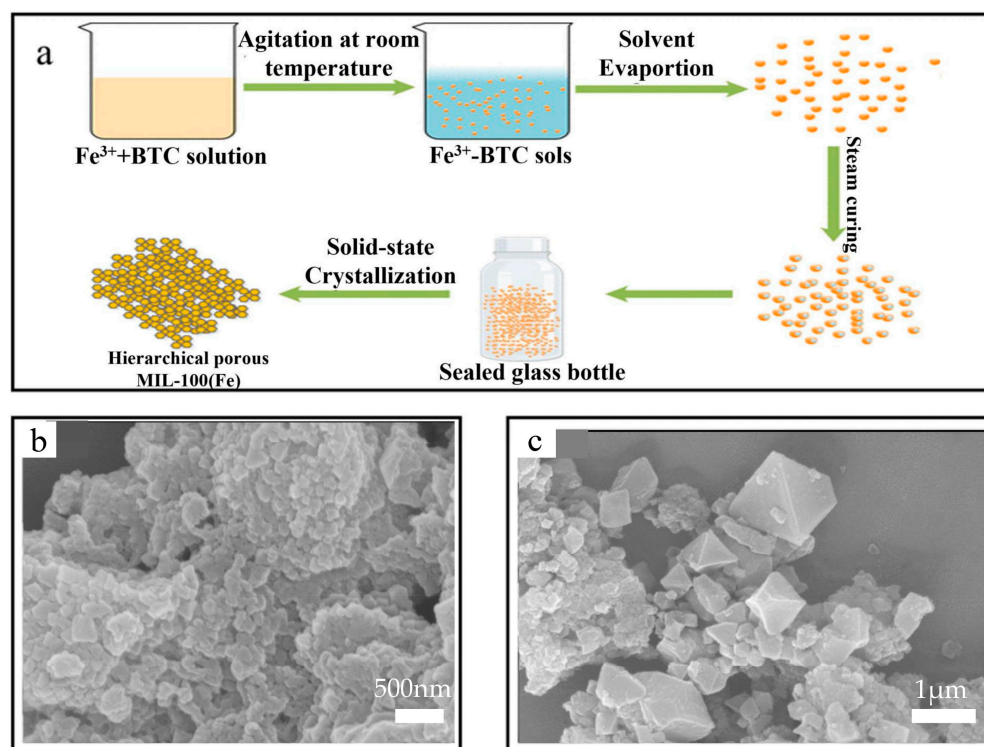 a
Agitation at room
temperature
Solvent
Evaportion
Fe³⁺+BTC solution
Fe³⁺-BTC sols
Steam curing
Solid-state
Crystallization
Hierarchical porous
MIL-100(Fe)
Sealed glass bottle
b
500nm
c
1μm